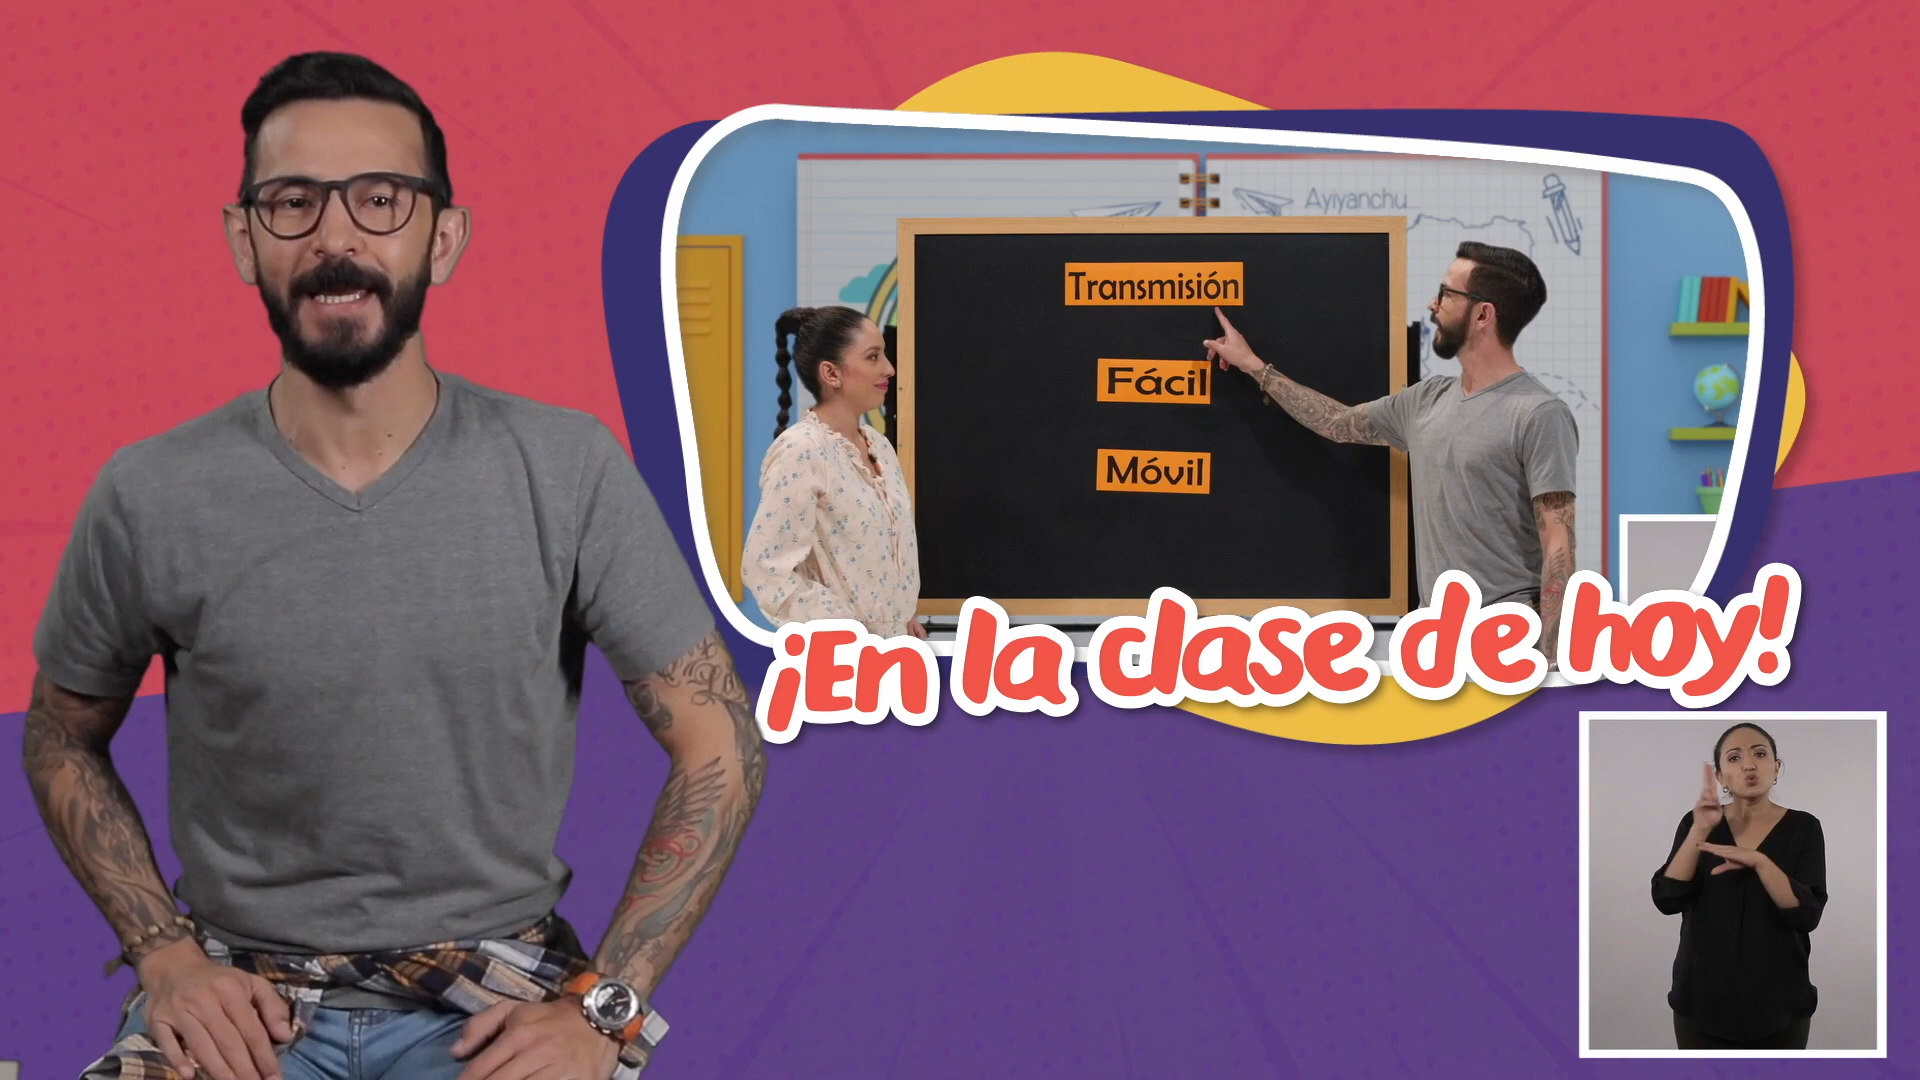 Ayiyanchu
Transmisión
Fácil
Móvil
¡En la clase de hoy!